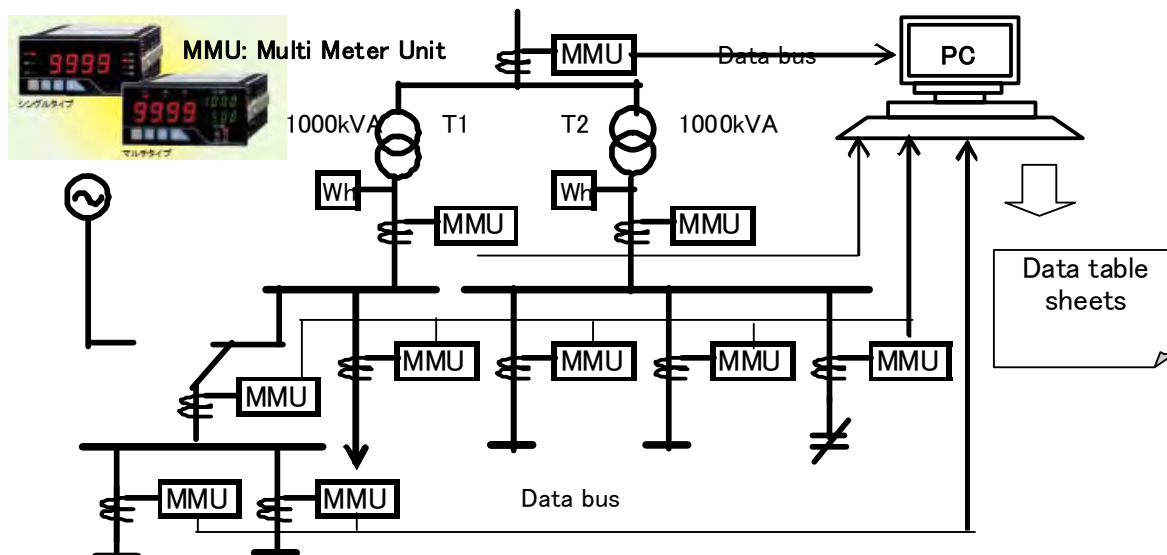 MMU: Multi Meter Unit
9999
シングルタイプ
9999
1000
500
マルチタイプ
MMU
Data bus
PC
1000kVA
T1
T2
1000kVA
Wh
Wh
MMU
MMU
Data table
sheets
MMU
MMU
MMU
MMU
MMU
MMU
MMU
Data bus